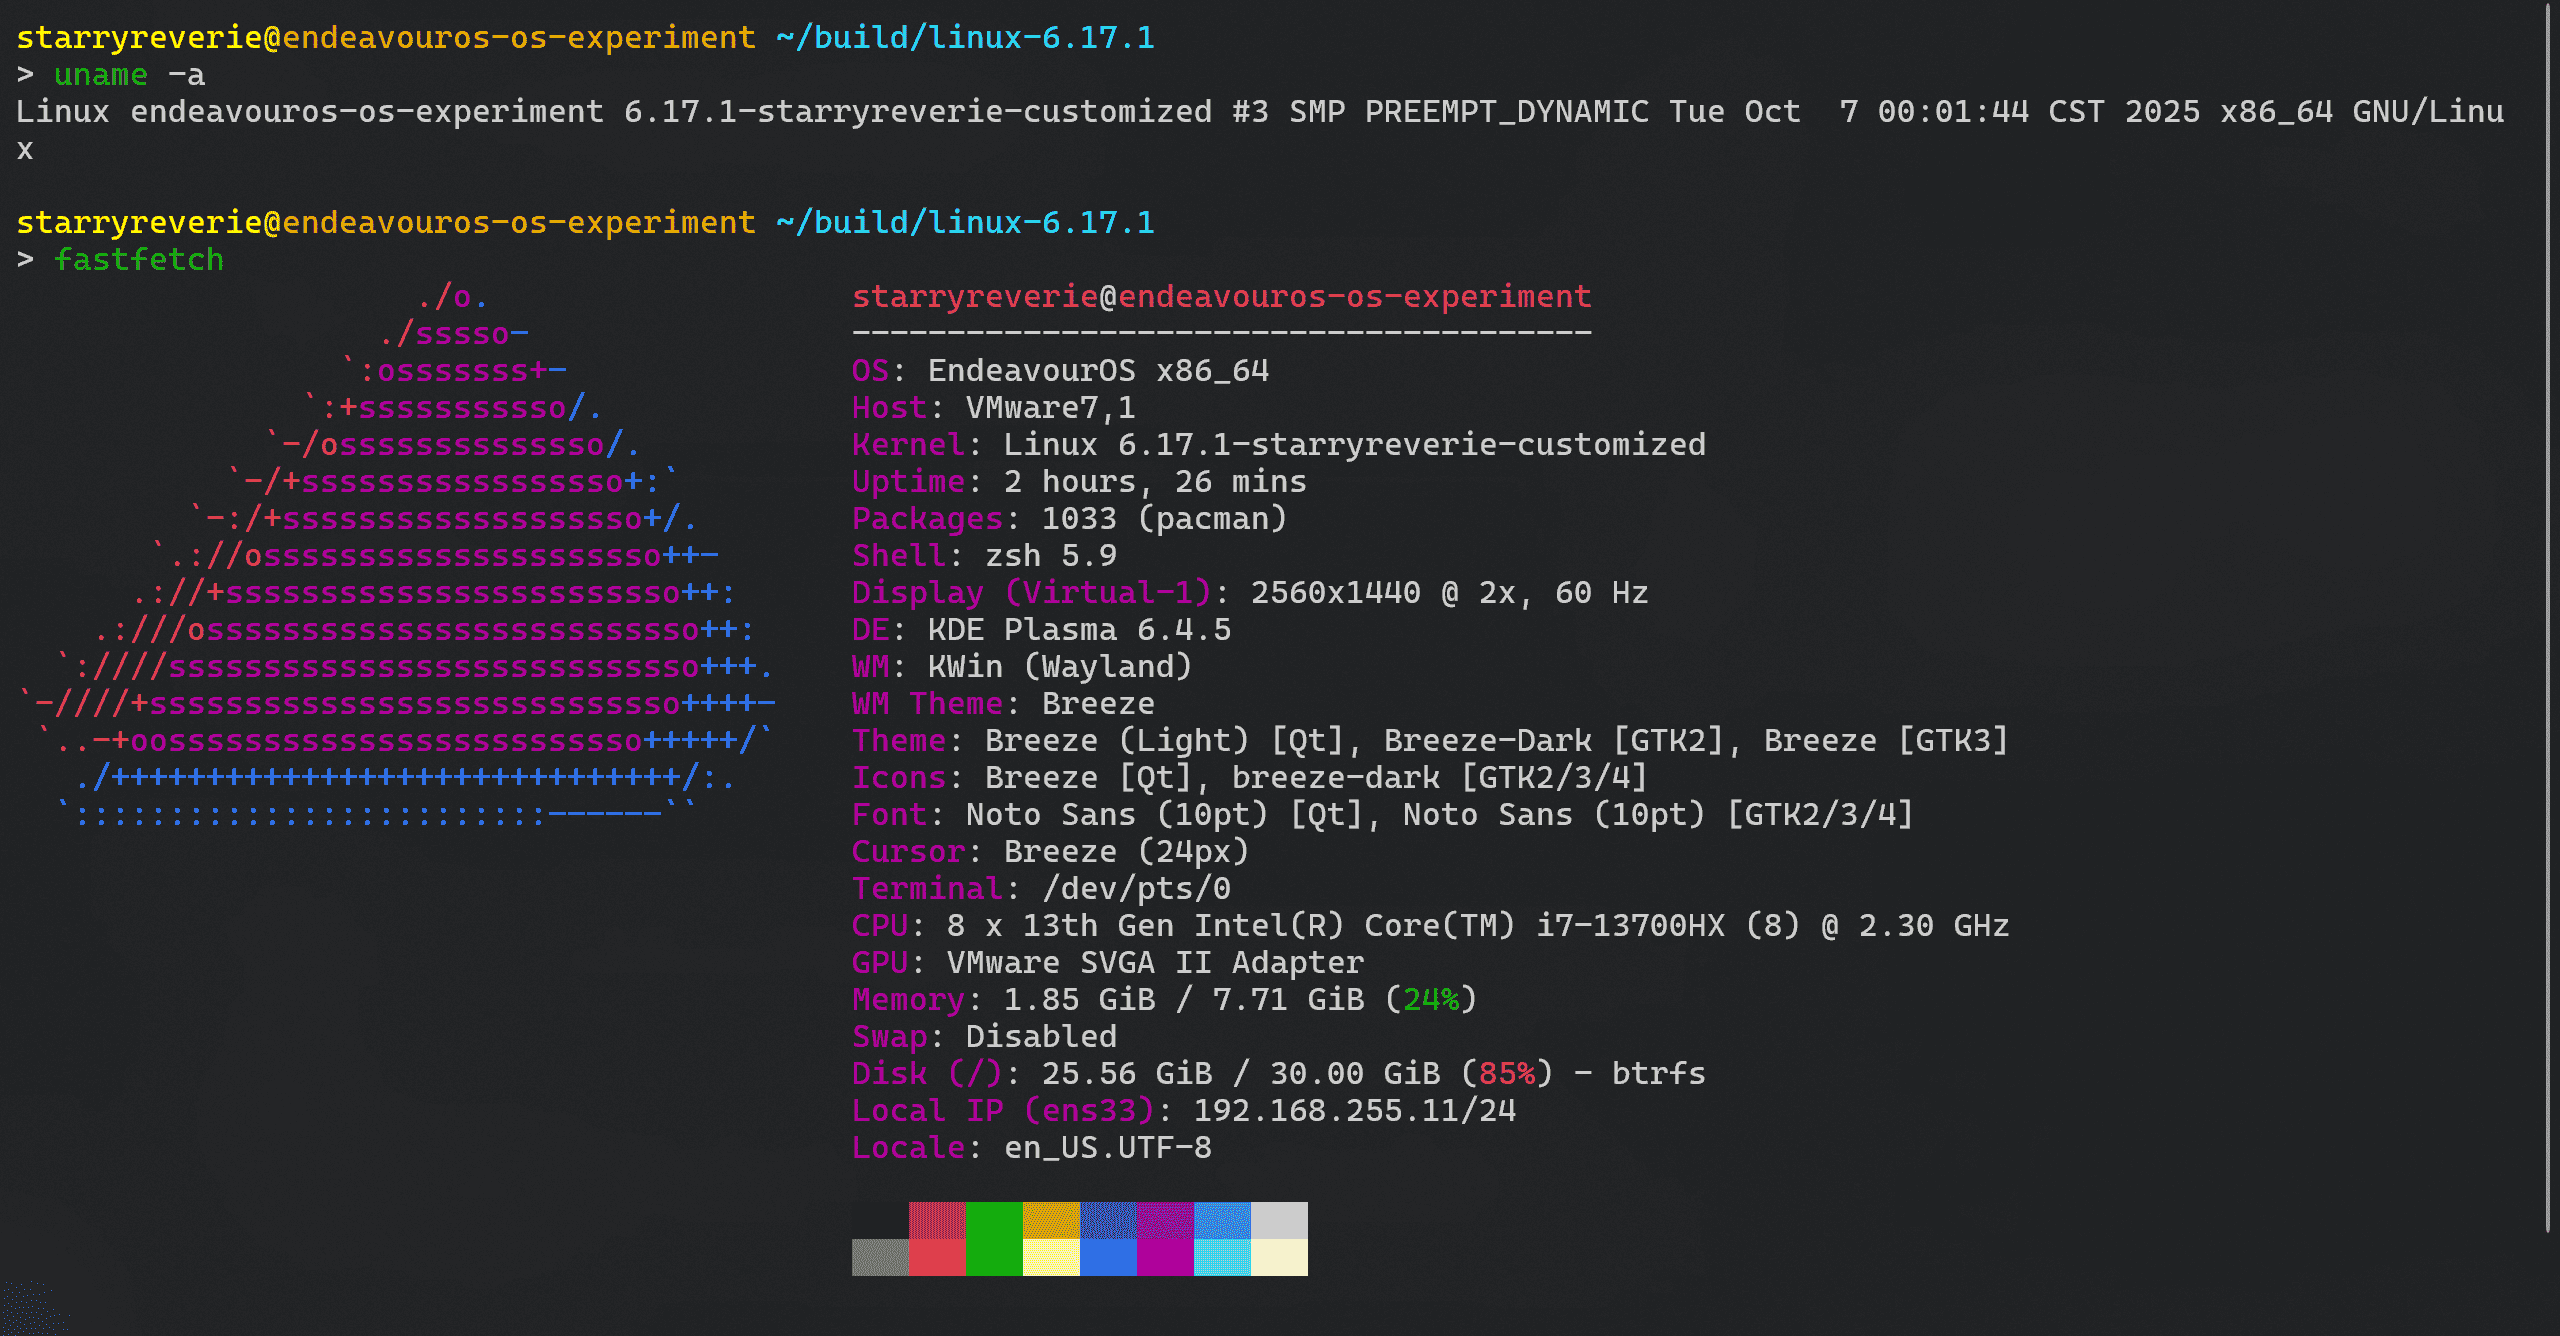 starryreverie@endeavouros-os-experiment ~/build/linux-6.17.1
> uname -a
Linux endeavouros-os-experiment 6.17.1-starryreverie-customized #3 SMP PREEMPT_DYNAMIC Tue Oct  7 00:01:44 CST 2025 x86_64 GNU/Linu
x
starryreverie@endeavouros-os-experiment ~/build/linux-6.17.1
> fastfetch
./o.
./sssso-
`:osssssss+-
`:+sssssssssso/.
`-/ossssssssssssso/.
`-/+sssssssssssssssso+:`
`-:/+sssssssssssssssssso+/.
`.://osssssssssssssssssssso++-
.://+ssssssssssssssssssssssso++:
.:///ossssssssssssssssssssssssso++:
`:////ssssssssssssssssssssssssssso+++.
`-////+ssssssssssssssssssssssssssso++++-
`..-+oosssssssssssssssssssssssso+++++/`
./++++++++++++++++++++++++++++++/:.
`:::::::::::::::::::::::::------``
starryreverie@endeavouros-os-experiment
---------------------------------------
OS: EndeavourOS x86_64
Host: VMware7,1
Kernel: Linux 6.17.1-starryreverie-customized
Uptime: 2 hours, 26 mins
Packages: 1033 (pacman)
Shell: zsh 5.9
Display (Virtual-1): 2560x1440 @ 2x, 60 Hz
DE: KDE Plasma 6.4.5
WM: KWin (Wayland)
WM Theme: Breeze
Theme: Breeze (Light) [Qt], Breeze-Dark [GTK2], Breeze [GTK3]
Icons: Breeze [Qt], breeze-dark [GTK2/3/4]
Font: Noto Sans (10pt) [Qt], Noto Sans (10pt) [GTK2/3/4]
Cursor: Breeze (24px)
Terminal: /dev/pts/0
CPU: 8 x 13th Gen Intel(R) Core(TM) i7-13700HX (8) @ 2.30 GHz
GPU: VMware SVGA II Adapter
Memory: 1.85 GiB / 7.71 GiB (24%)
Swap: Disabled
Disk (/): 25.56 GiB / 30.00 GiB (85%) - btrfs
Local IP (ens33): 192.168.255.11/24
Locale: en_US.UTF-8